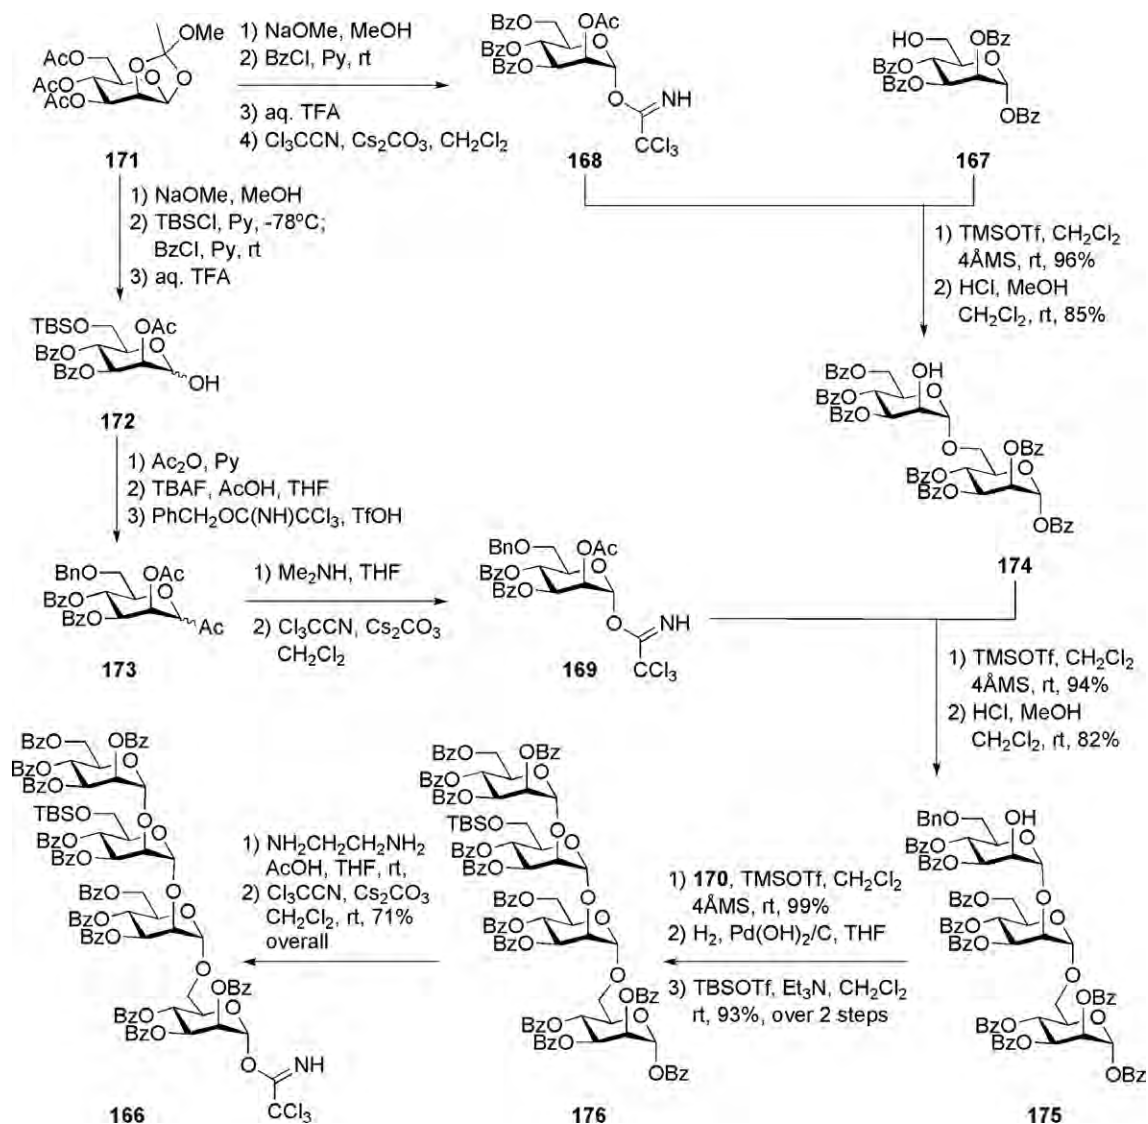 OMe
AcO
AcO
AcO
O
O
O
171
1) NaOMe, MeOH
2) BzCl, Py, rt
3) aq. TFA
4) Cl3CCN, Cs2CO3, CH2Cl2
BzO
OAc
BzO
BzO
O
O
NH
CCl3
168
HO
OBz
BzO
BzO
O
OBz
167
1) NaOMe, MeOH
2) TBSCl, Py, -78ºC;
BzCl, Py, rt
3) aq. TFA
1) TMSOTf, CH2Cl2
4ÅMS, rt, 96%
2) HCl, MeOH
CH2Cl2, rt, 85%
TBSO
OAc
BzO
BzO
O
OH
172
BzO
OH
BzO
BzO
O
O
OBz
BzO
BzO
O
OBz
174
1) Ac2O, Py
2) TBAF, AcOH, THF
3) PhCH2OC(NH)CCl3, TfOH
BnO
OAc
BzO
BzO
O
Ac
173
1) Me2NH, THF
2) Cl3CCN, Cs2CO3
CH2Cl2
BnO
OAc
BzO
BzO
O
O
NH
CCl3
169
1) TMSOTf, CH2Cl2
4ÅMS, rt, 94%
2) HCl, MeOH
CH2Cl2, rt, 82%
BzO
OBz
BzO
BzO
O
O
TBSO
O
BzO
BzO
O
BzO
O
BzO
BzO
O
OBz
BzO
BzO
O
O
NH
CCl3
166
1) NH2CH2CH2NH2
AcOH, THF, rt,
2) Cl3CCN, Cs2CO3
CH2Cl2, rt, 71%
overall
BzO
OBz
BzO
BzO
O
O
TBSO
O
BzO
BzO
O
BzO
O
BzO
BzO
O
OBz
BzO
BzO
O
OBz
176
1) 170, TMSOTf, CH2Cl2
4ÅMS, rt, 99%
2) H2, Pd(OH)2/C, THF
3) TBSOTf, Et3N, CH2Cl2
rt, 93%, over 2 steps
BnO
OH
BzO
BzO
O
O
BzO
O
BzO
BzO
O
OBz
BzO
BzO
O
OBz
175